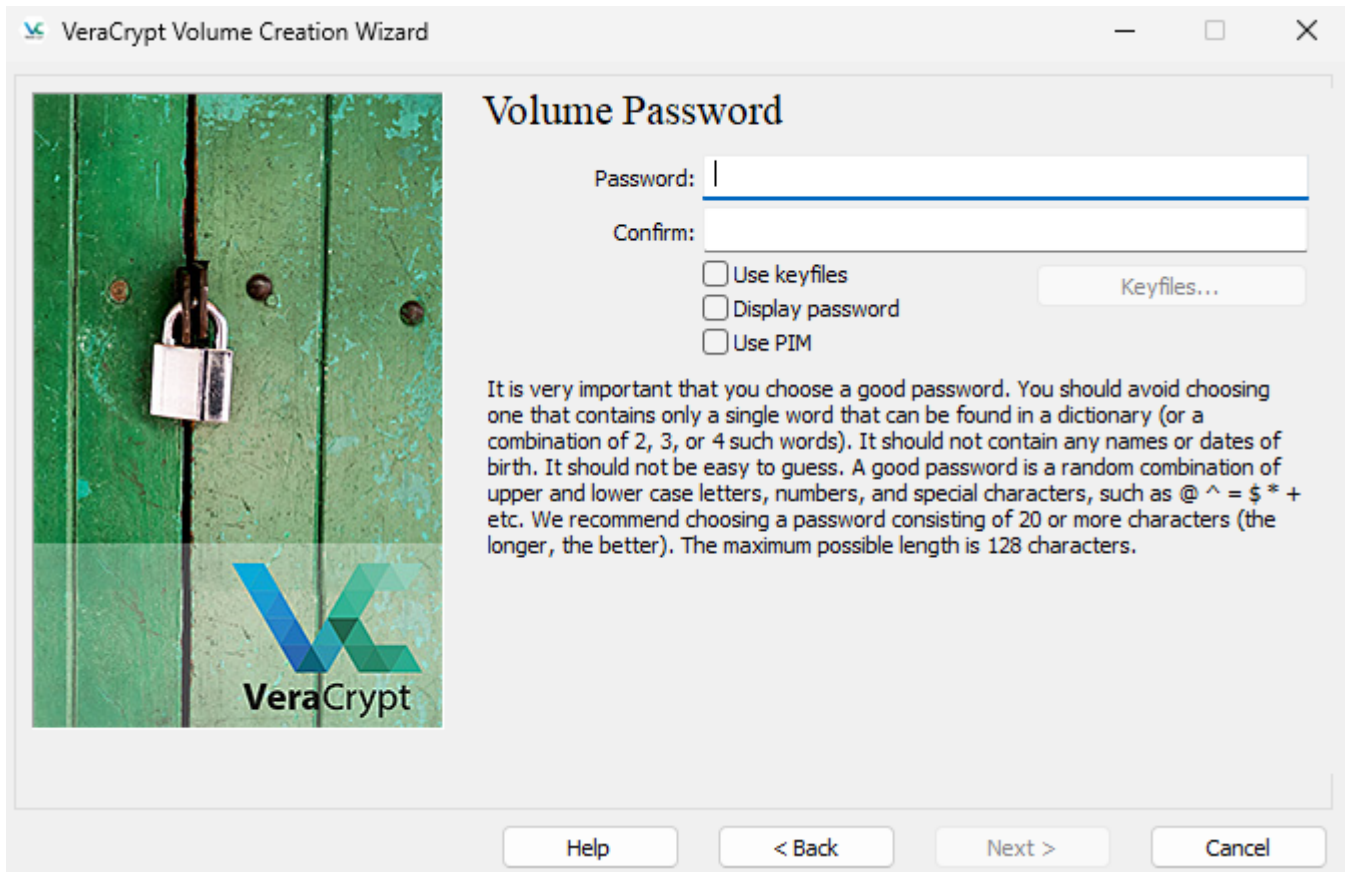 VeraCrypt Volume Creation Wizard
Volume Password
Password:
Confirm:
Use keyfiles
Keyfiles...
Display password
Use PIM
It is very important that you choose a good password. You should avoid choosing
one that contains only a single word that can be found in a dictionary (or a
combination of 2, 3, or 4 such words). It should not contain any names or dates of
birth. It should not be easy to guess. A good password is a random combination of
upper and lower case letters, numbers, and special characters, such as @ ^ = $ * +
etc. We recommend choosing a password consisting of 20 or more characters (the
longer, the better). The maximum possible length is 128 characters.
VeraCrypt
Help
< Back
Next >
Cancel